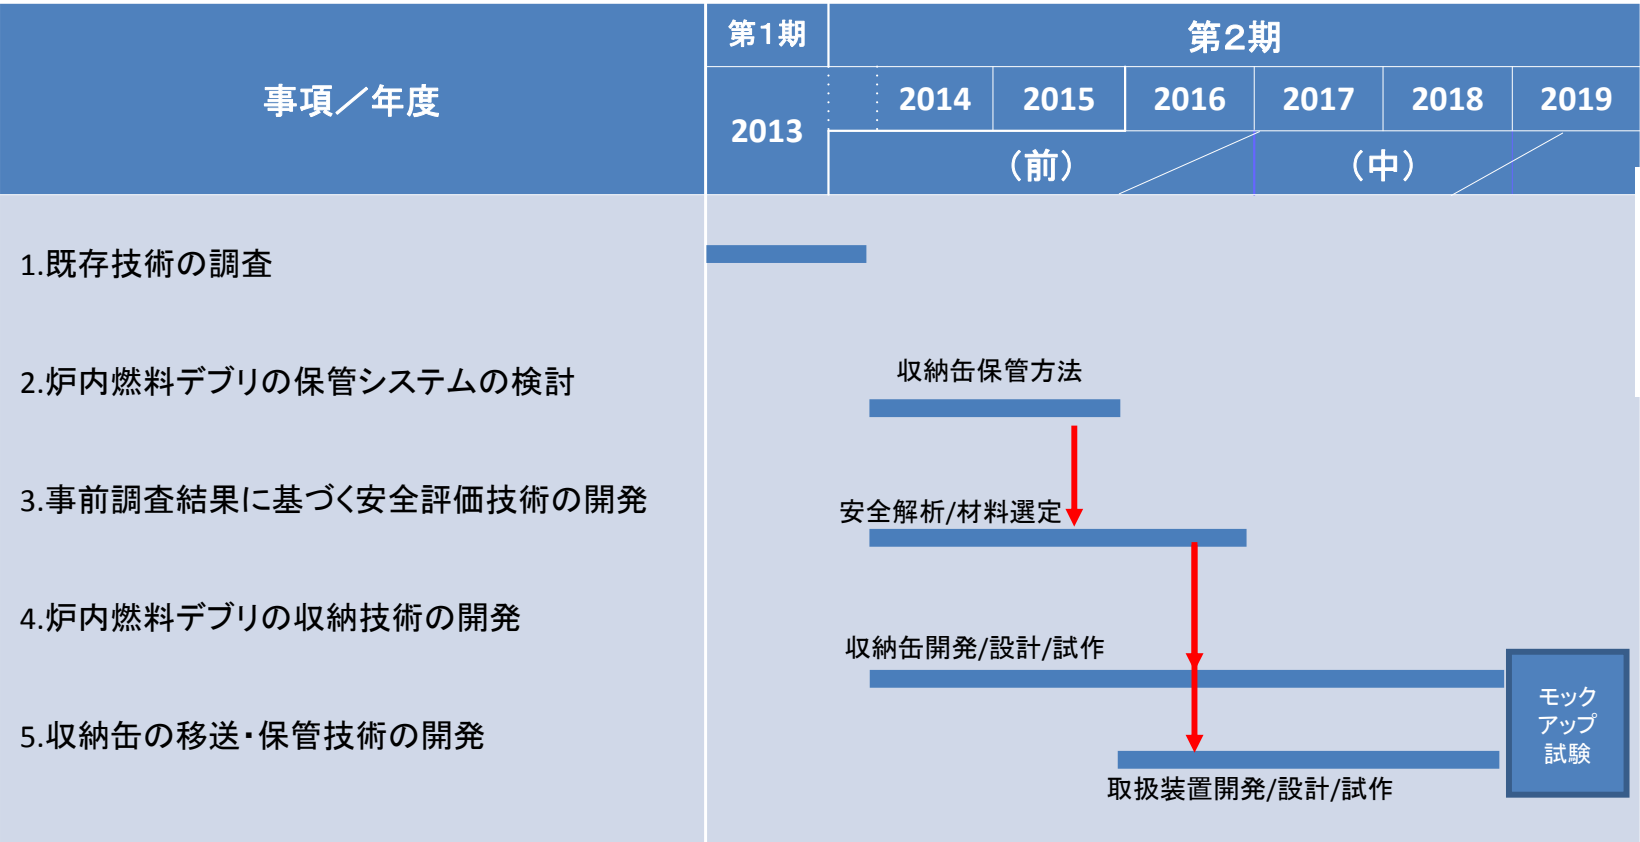 事項／年度
第１期
第２期
2013
2014
2015
2016
2017
2018
2019
（前）
（中）
1.既存技術の調査
2.炉内燃料デブリの保管システムの検討
収納缶保管方法
3.事前調査結果に基づく安全評価技術の開発
安全解析/材料選定
4.炉内燃料デブリの収納技術の開発
収納缶開発/設計/試作
5.収納缶の移送・保管技術の開発
取扱装置開発/設計/試作
モック
アップ
試験